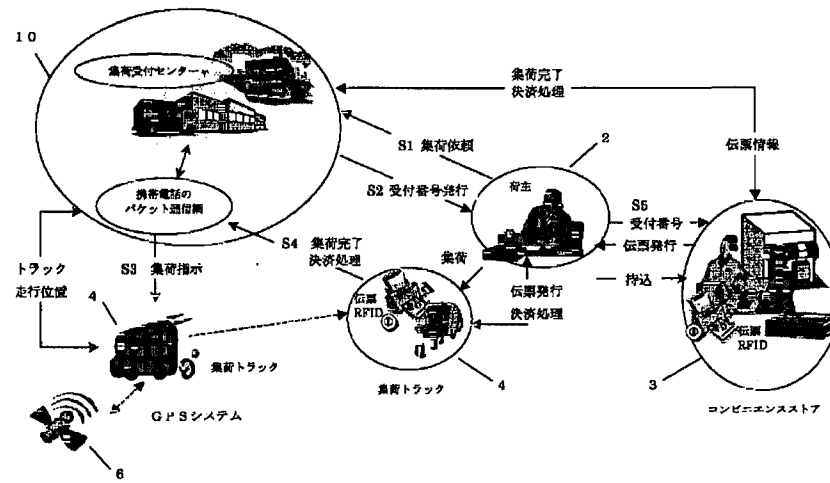 10
集荷受付センター
集荷完了
決済処理
S1 集荷依頼
2
伝票情報
荷主
S2 受付番号発行
S5
受付番号
携帯電話の
パケット通信網
伝票発行
S4 集荷完了
決済処理
集荷
持込
トラック
走行位置
S3 集荷指示
伝票発行
決済処理
4
伝票
RFID
伝票
RFID
集荷トラック
集荷トラック
4
3
コンビニエンスストア
GPSシステム
6